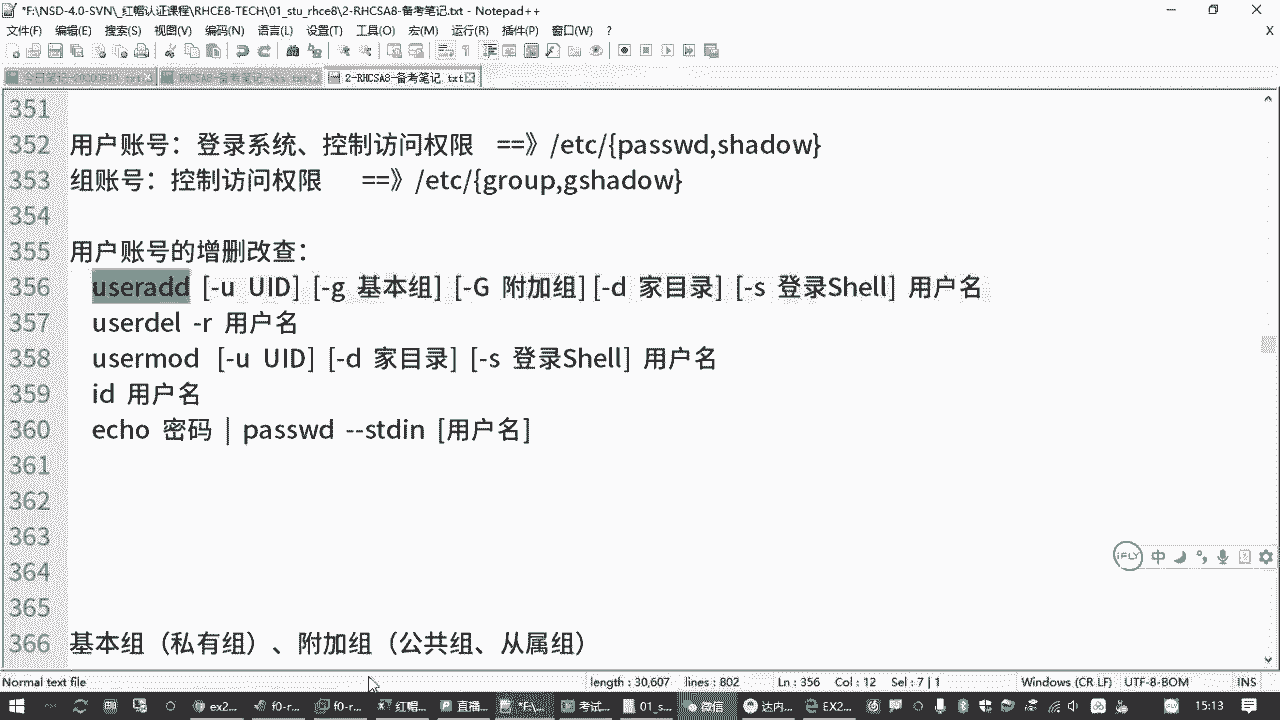 *F:\NSD-4.0-SVN\_红帽认证课程\RHCE8-TECH\01_stu_rhce8\2-RHCSA8-备考笔记.txt - Notepad++
文件(F) 编辑(E) 搜索(S) 视图(V) 编码(N) 语言(L) 设置(T) 工具(O) 宏(M) 运行(R) 插件(P) 窗口(W) ? X
2-RHCSA8-备考笔记.txt
351
352 用户账号：登录系统、控制访问权限 ==》/etc/{passwd,shadow}
353 组账号：控制访问权限 ==》/etc/{group,gshadow}
354
355 用户账号的增删改查：
356 useradd [-u UID] [-g 基本组] [-G 附加组] [-d 家目录] [-s 登录Shell] 用户名
357 userdel -r 用户名
358 usermod [-u UID] [-d 家目录] [-s 登录Shell] 用户名
359 id 用户名
360 echo 密码 | passwd --stdin [用户名]
361
362
363
364
365
366 基本组（私有组）、附加组（公共组、从属组）
iFLY 中
Normal text file length : 30,607 lines : 802 Ln : 356 Col : 12 Sel : 7 | 1 Windows (CR LF) UTF-8-BOM INS
ex2... f0-r... f0-r... 红帽... 直播... *F:\... 考试... 01_s... 微信 达内... EX2... 15:13